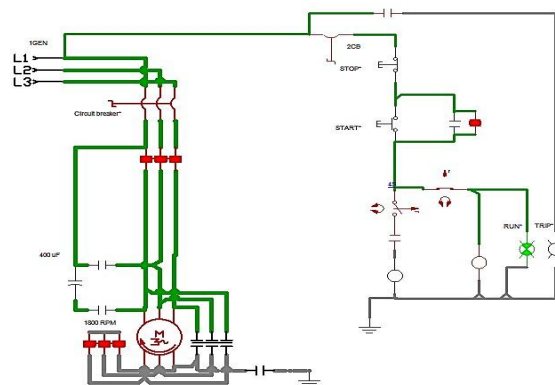 1GEN
L1
L2
L3
2CB
STOP
Circuit breaker
START
RUN
TRIP
400 uF
1800 RPM
M